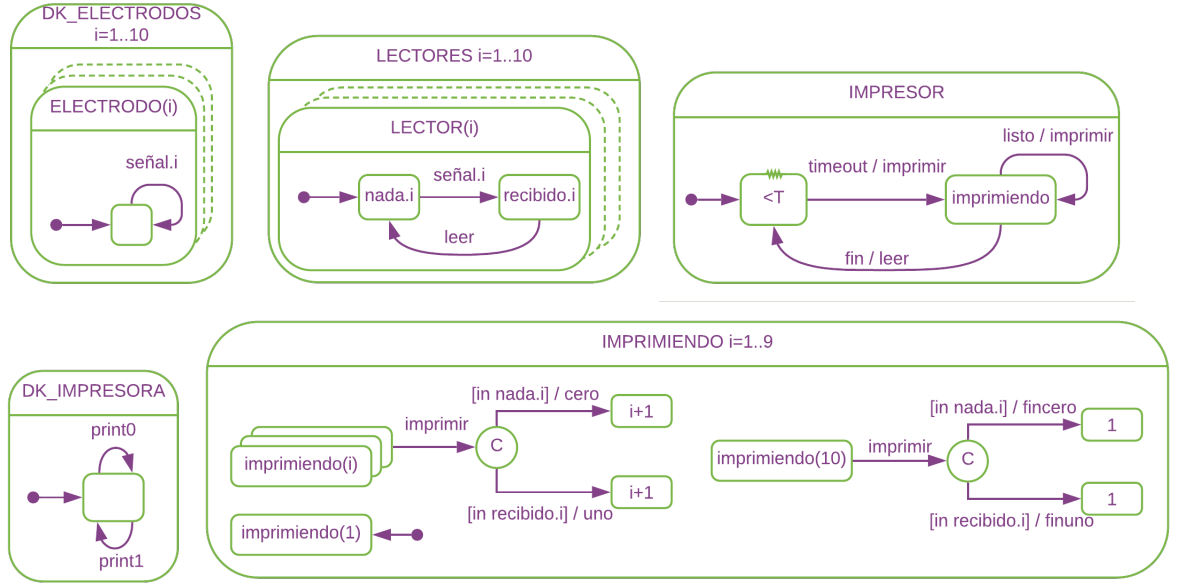 DK_ELECTRODOS
i=1..10
ELECTRODO(i)
señal.i
LECTORES i=1..10
LECTOR(i)
nada.i
señal.i
recibido.i
leer
IMPRESOR
listo / imprimir
timeout / imprimir
<T
imprimiendo
fin / leer
DK_IMPRESORA
print0
print1
IMPRIMIENDO i=1..9
[in nada.i] / cero
i+1
imprimir
C
imprimiendo(i)
i+1
[in recibido.i] / uno
imprimiendo(1)
[in nada.i] / fincero
1
imprimir
imprimiendo(10)
C
1
[in recibido.i] / finuno